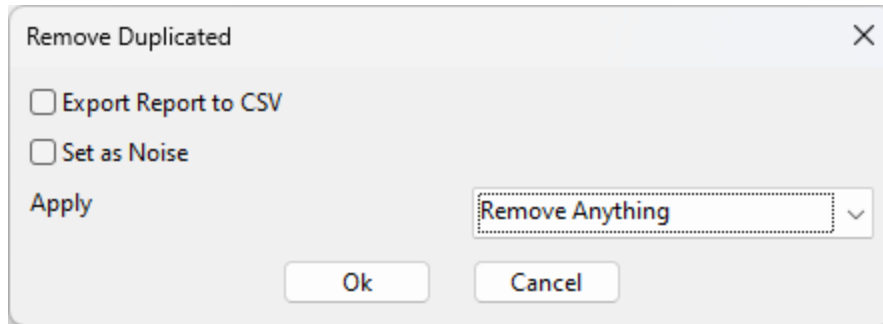 Remove Duplicated
Export Report to CSV
Set as Noise
Apply
Remove Anything
Ok
Cancel